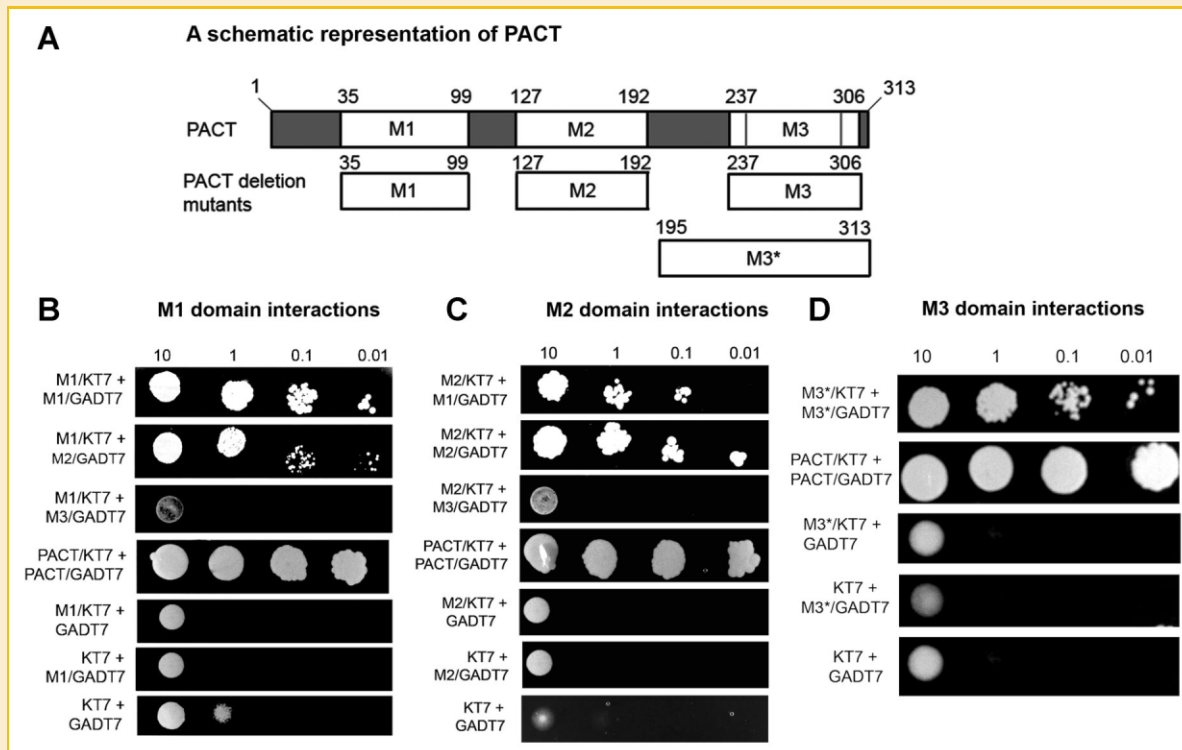 A
A schematic representation of PACT
1
35
99
127
192
237
306
313
PACT
M1
M2
M3
35
99
127
192
237
306
PACT deletion
mutants
M1
M2
M3
195
313
M3*
B
M1 domain interactions
10 1 0.1 0.01
M1/KT7 +
M1/GADT7
M1/KT7 +
M2/GADT7
M1/KT7 +
M3/GADT7
PACT/KT7 +
PACT/GADT7
M1/KT7 +
GADT7
KT7 +
M1/GADT7
KT7 +
GADT7
C
M2 domain interactions
10 1 0.1 0.01
M2/KT7 +
M1/GADT7
M2/KT7 +
M2/GADT7
M2/KT7 +
M3/GADT7
PACT/KT7 +
PACT/GADT7
M2/KT7 +
GADT7
KT7 +
M2/GADT7
KT7 +
GADT7
D
M3 domain interactions
10 1 0.1 0.01
M3*/KT7 +
M3*/GADT7
PACT/KT7 +
PACT/GADT7
M3*/KT7 +
GADT7
KT7 +
M3*/GADT7
KT7 +
GADT7